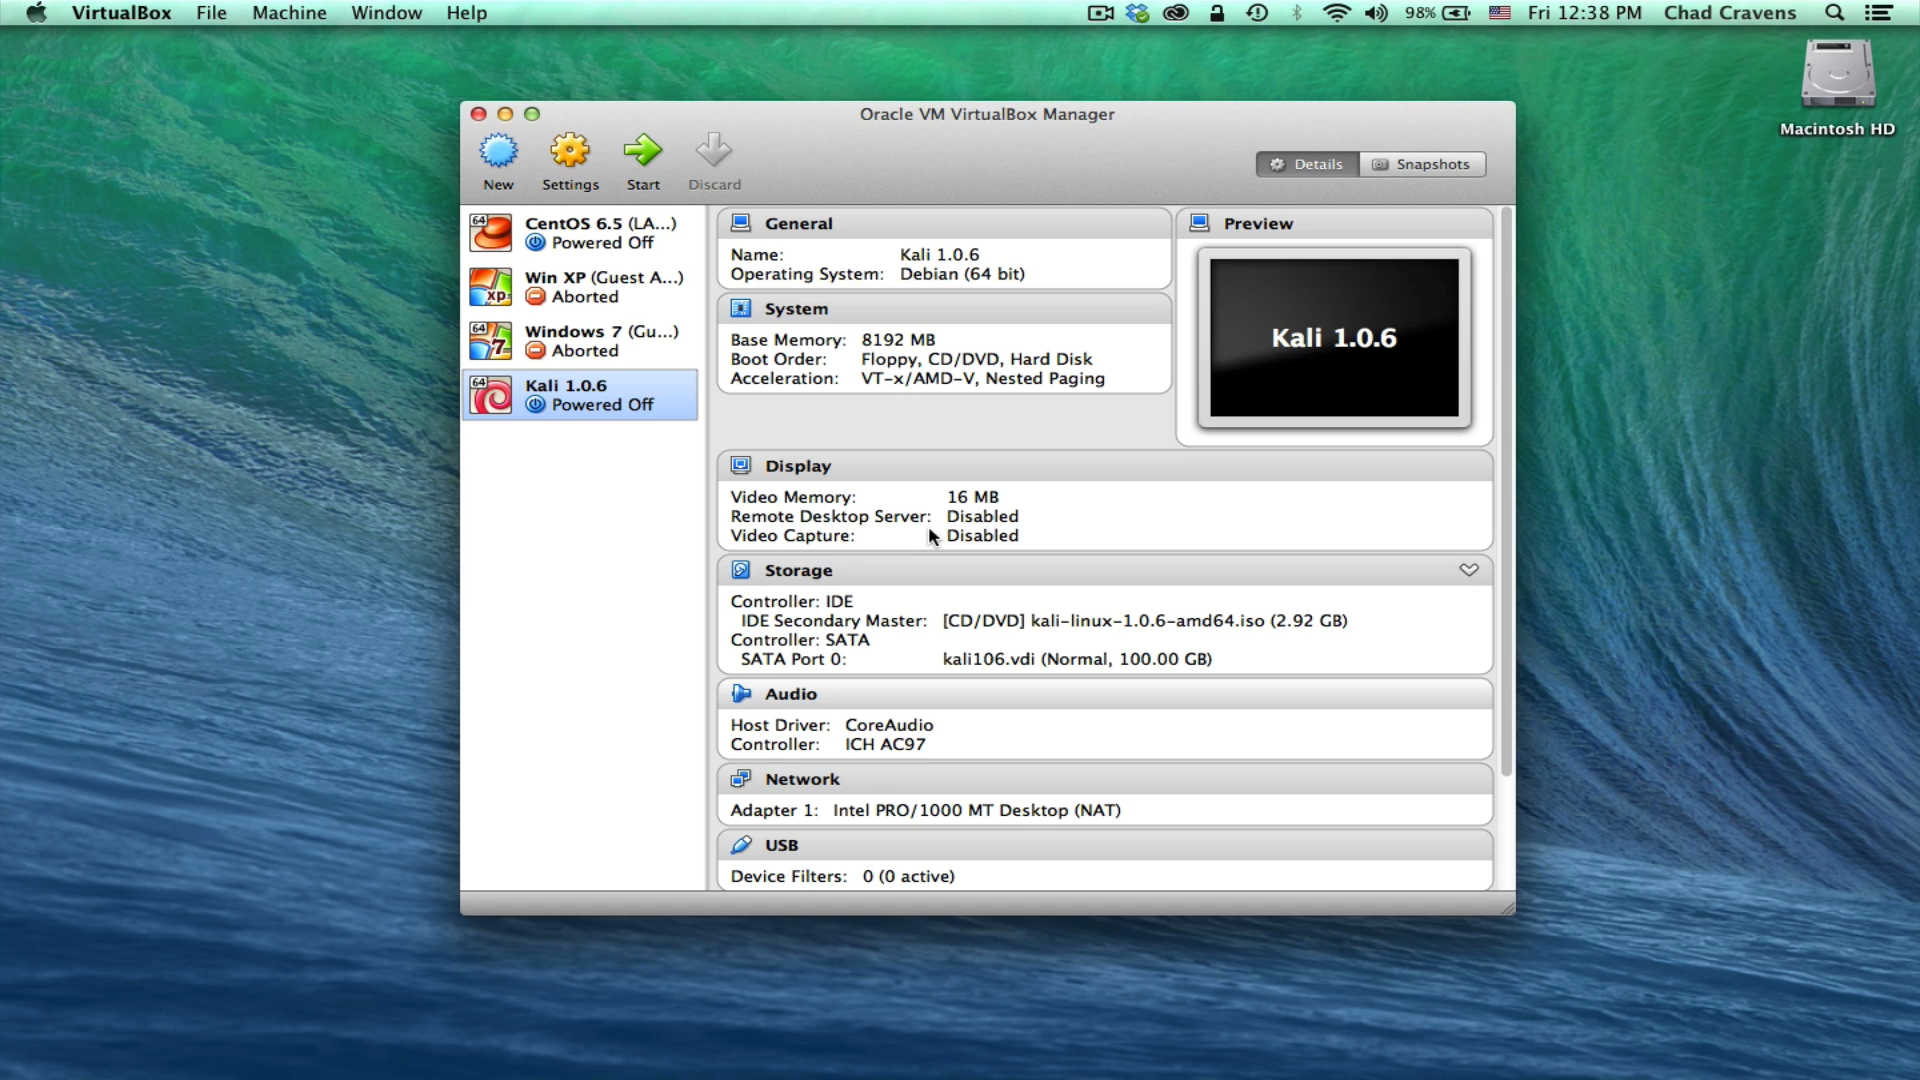 VirtualBox File Machine Window Help 98% Fri 12:38 PM Chad Cravens
Macintosh HD
Oracle VM VirtualBox Manager
New Settings Start Discard Details Snapshots
64 CentOS 6.5 (LA...)
Powered Off
xp Win XP (Guest A...)
Aborted
64 7 Windows 7 (Gu...)
Aborted
64 Kali 1.0.6
Powered Off
General
Name: Kali 1.0.6
Operating System: Debian (64 bit)
System
Base Memory: 8192 MB
Boot Order: Floppy, CD/DVD, Hard Disk
Acceleration: VT-x/AMD-V, Nested Paging
Preview
Kali 1.0.6
Display
Video Memory: 16 MB
Remote Desktop Server: Disabled
Video Capture: Disabled
Storage
Controller: IDE
IDE Secondary Master: [CD/DVD] kali-linux-1.0.6-amd64.iso (2.92 GB)
Controller: SATA
SATA Port 0: kali106.vdi (Normal, 100.00 GB)
Audio
Host Driver: CoreAudio
Controller: ICH AC97
Network
Adapter 1: Intel PRO/1000 MT Desktop (NAT)
USB
Device Filters: 0 (0 active)